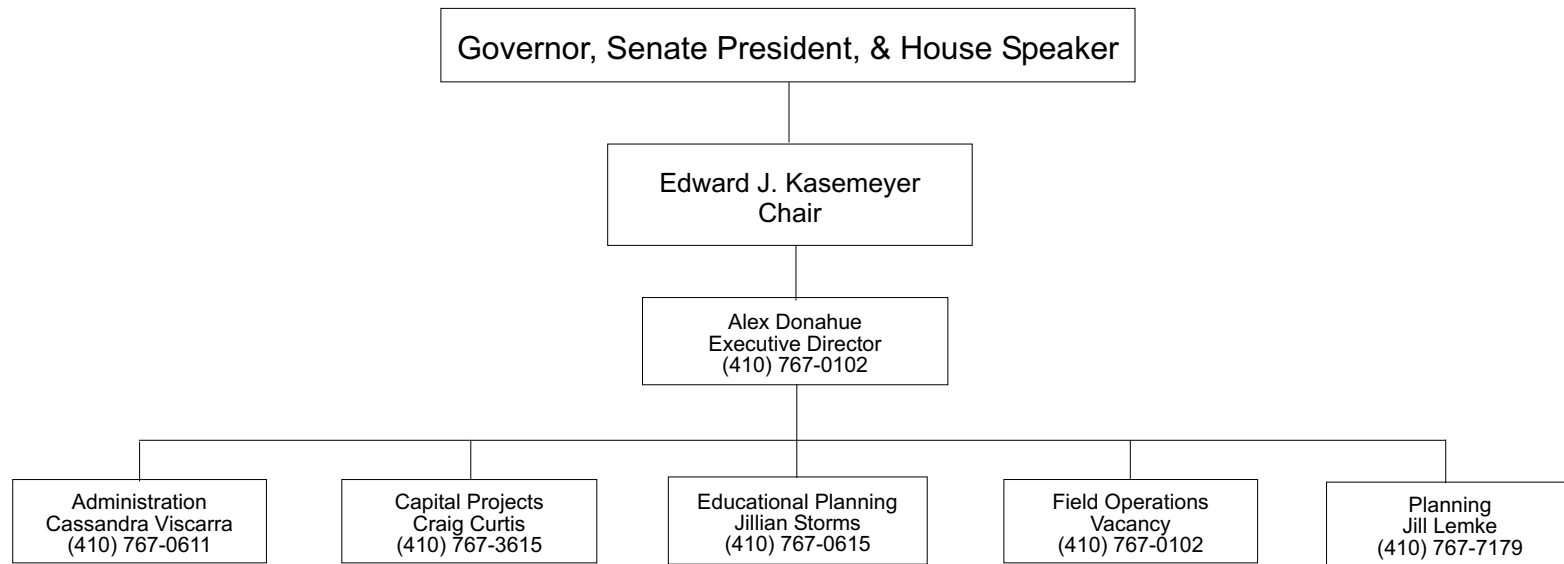 Governor, Senate President, & House Speaker
Edward J. Kasemeyer
Chair
Alex Donahue
Executive Director
(410) 767-0102
Administration
Cassandra Viscarra
(410) 767-0611
Capital Projects
Craig Curtis
(410) 767-3615
Educational Planning
Jillian Storms
(410) 767-0615
Field Operations
Vacancy
(410) 767-0102
Planning
Jill Lemke
(410) 767-7179